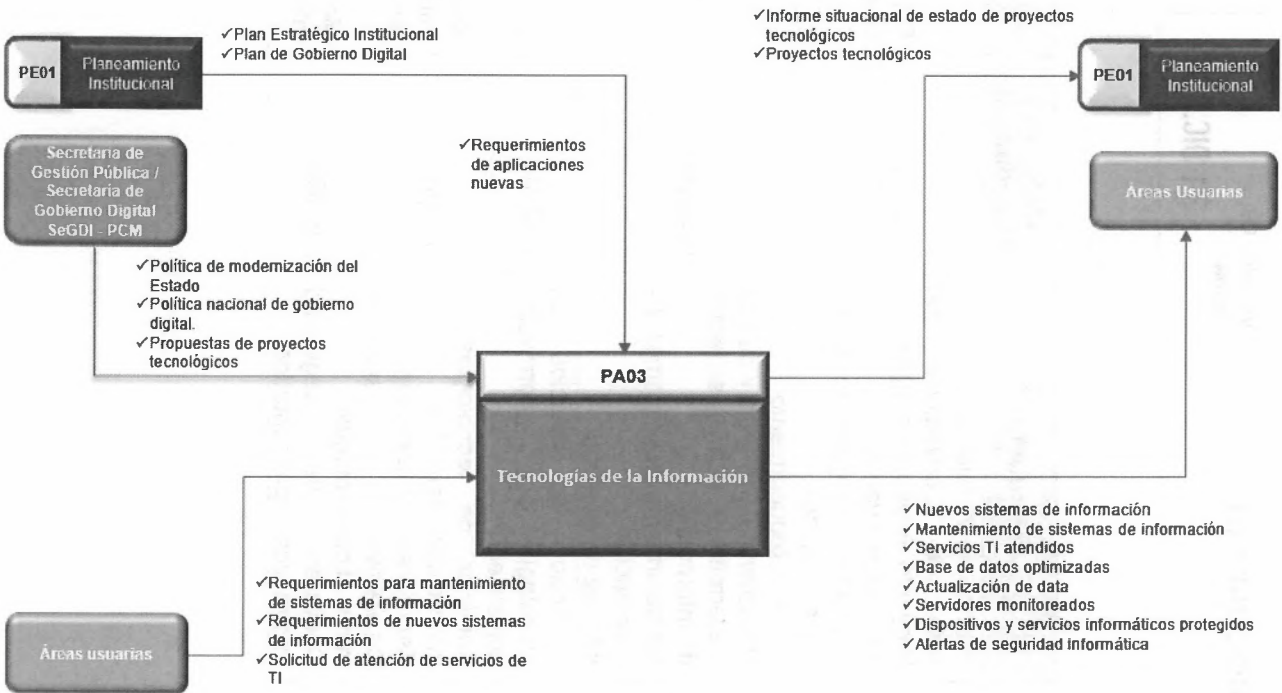 ✓Plan Estratégico Institucional
✓Plan de Gobierno Digital
PE01
Planeamiento
Institucional
Secretaria de
Gestión Pública /
Secretaria de
Gobierno Digital
SeGDI - PCM
✓Requerimientos
de aplicaciones
nuevas
✓Política de modernización del
Estado
✓Política nacional de gobierno
digital.
✓Propuestas de proyectos
tecnológicos
✓Informe situacional de estado de proyectos
tecnológicos
✓Proyectos tecnológicos
PE01
Planeamiento
Institucional
Áreas Usuarias
PA03
Tecnologías de la Información
✓Requerimientos para mantenimiento
de sistemas de información
✓Requerimientos de nuevos sistemas
de información
✓Solicitud de atención de servicios de
TI
Áreas usuarias
✓Nuevos sistemas de información
✓Mantenimiento de sistemas de información
✓Servicios TI atendidos
✓Base de datos optimizadas
✓Actualización de data
✓Servidores monitoreados
✓Dispositivos y servicios informáticos protegidos
✓Alertas de seguridad informática